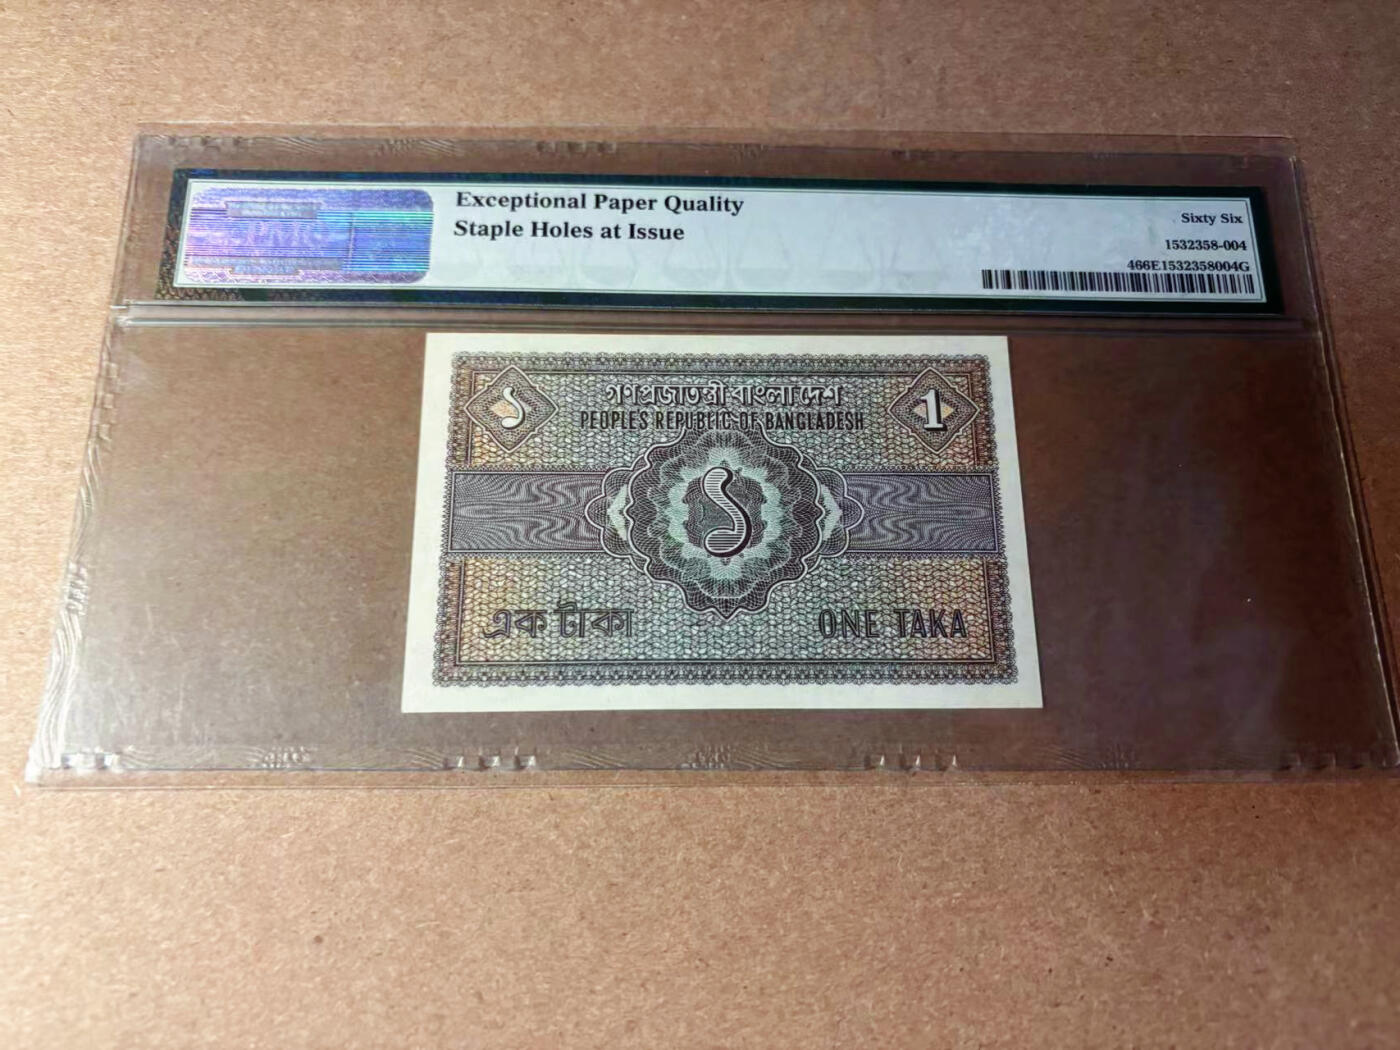 Exceptional Paper Quality
Staple Holes at Issue
Sixty Six
1532358-004
466E1532358004G
PMG
১
গণপ্রজাতন্ত্রী বাংলাদেশ
1
PEOPLE'S REPUBLIC OF BANGLADESH
১
এক টাকা
ONE TAKA